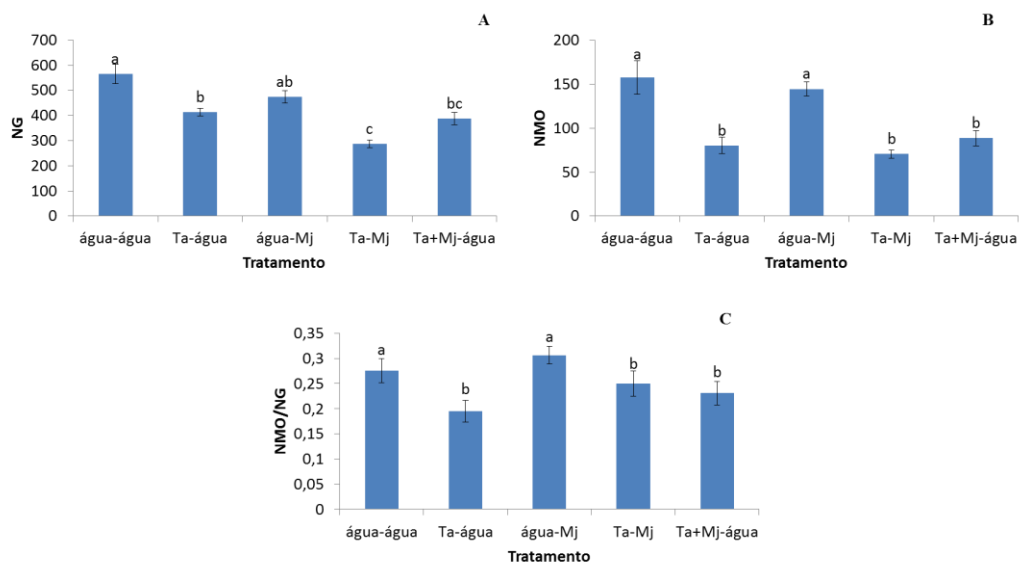 A
NG
700
600
500
400
300
200
100
0
a
b
ab
c
bc
água-água Ta-água água-Mj Ta-Mj Ta+Mj-água
Tratamento
B
NMO
200
150
100
50
0
a
b
a
b
b
água-água Ta-água água-Mj Ta-Mj Ta+Mj-água
Tratamento
C
NMO/NG
0,35
0,3
0,25
0,2
0,15
0,1
0,05
0
a
b
a
b
b
água-água Ta-água água-Mj Ta-Mj Ta+Mj-água
Tratamento